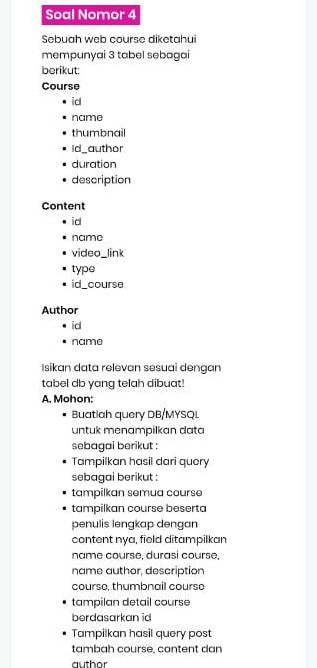 Soal Nomor 4
Sebuah web course diketahui
mempunyai 3 tabel sebagai
berikut:
Course
• id
• name
• thumbnail
• Id_author
• duration
• description
Content
• id
• name
• video_link
• type
• id_course
Author
• id
• name
Isikan data relevan sesuai dengan
tabel db yang telah dibuat!
A. Mohon:
• Buatlah query DB/MYSQL
untuk menampilkan data
sebagai berikut :
• Tampilkan hasil dari query
sebagai berikut :
• tampilkan semua course
• tampilkan course beserta
penulis lengkap dengan
content nya, field ditampilkan
name course, durasi course,
name author, description
course, thumbnail course
• tampilan detail course
berdasarkan id
• Tampilkan hasil query post
tambah course, content dan
author